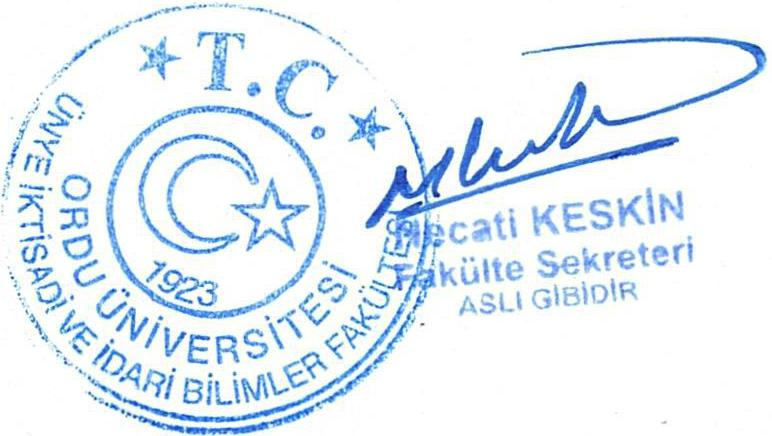 T.C.
ÜNYE İKTİSADİ VE İDARİ BİLİMLER FAKÜLTESİ
ORDU ÜNİVERSİTESİ
1923
Necati KESKİN
Fakülte Sekreteri
ASLI GİBİDİR